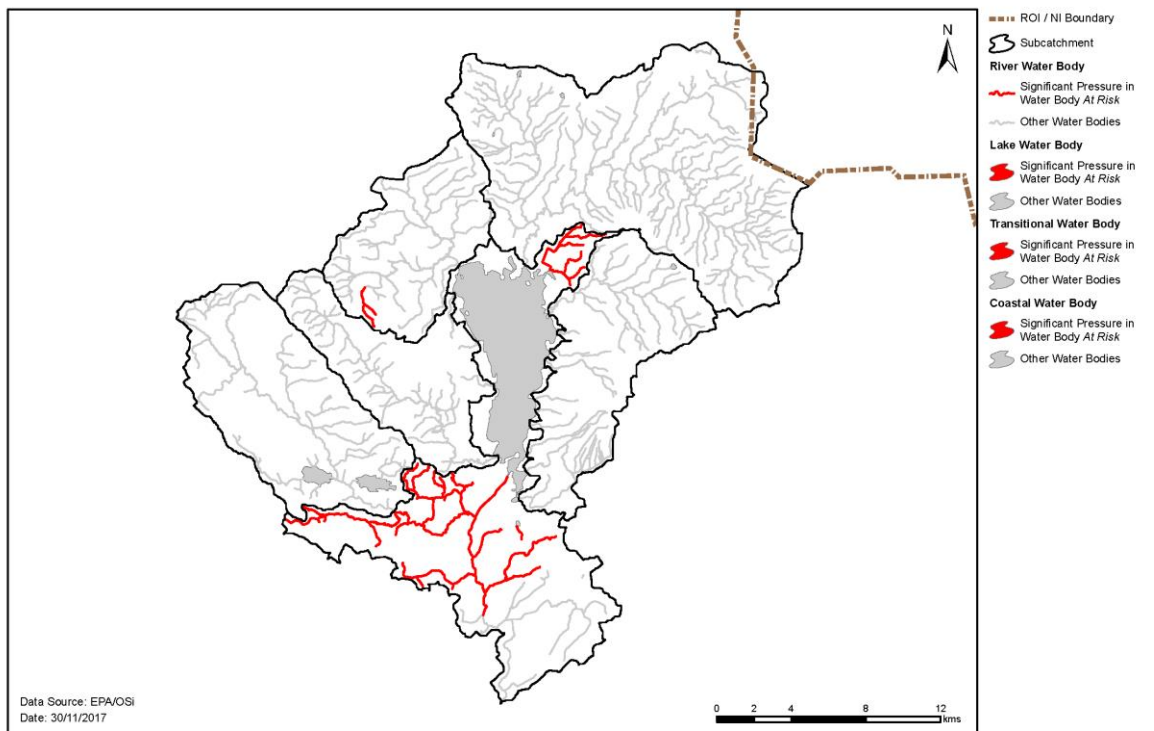 N
ROI / NI Boundary
Subcatchment
River Water Body
Significant Pressure in
Water Body At Risk
Other Water Bodies
Lake Water Body
Significant Pressure in
Water Body At Risk
Other Water Bodies
Transitional Water Body
Significant Pressure in
Water Body At Risk
Other Water Bodies
Coastal Water Body
Significant Pressure in
Water Body At Risk
Other Water Bodies
Data Source: EPA/OSi
Date: 30/11/2017
0 2 4 8 12
kms